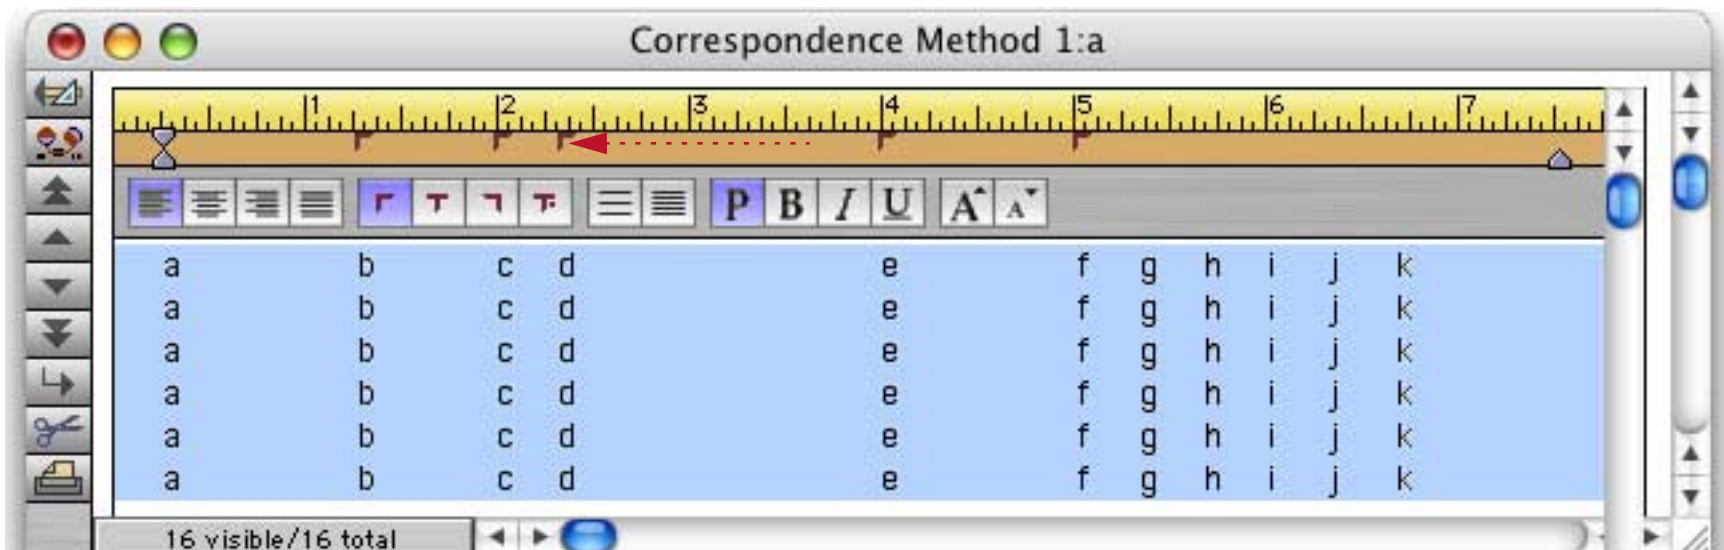 Correspondence Method 1:a
1 2 3 4 5 6 7
P B I U A A
a b c d e f g h i j k
a b c d e f g h i j k
a b c d e f g h i j k
a b c d e f g h i j k
a b c d e f g h i j k
a b c d e f g h i j k
16 visible/16 total